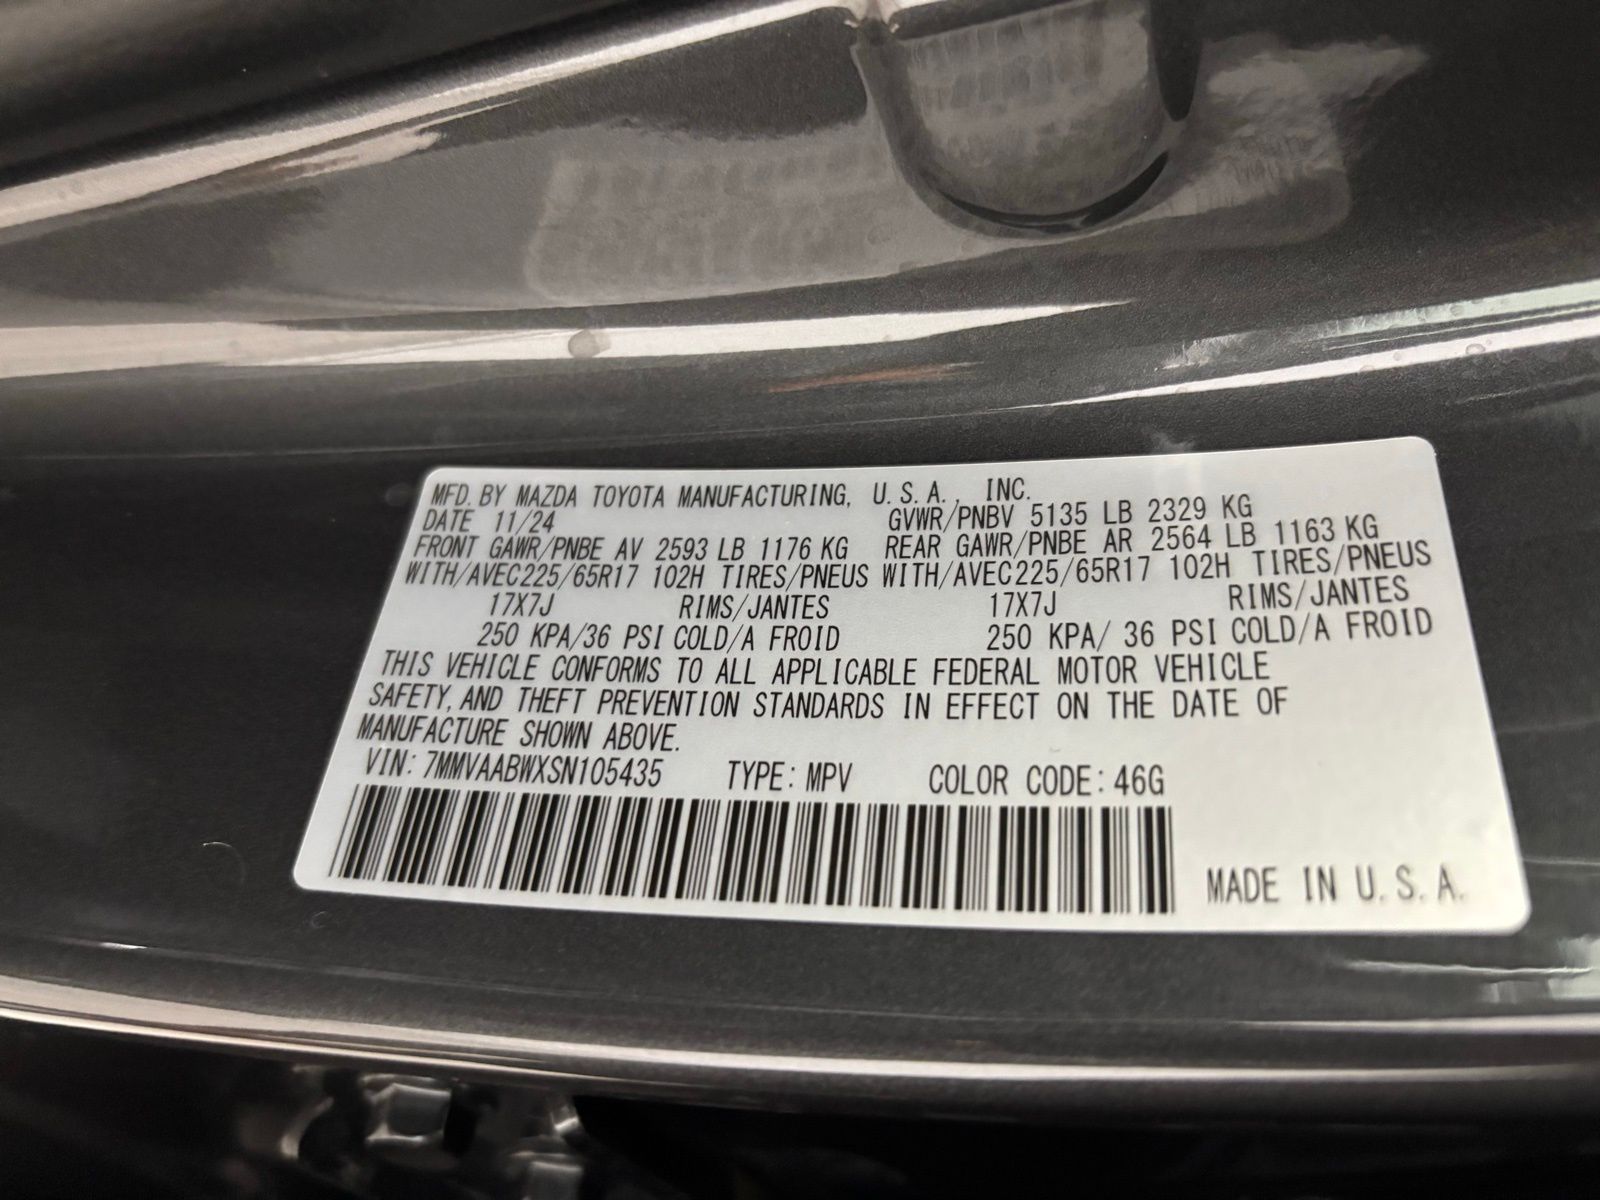 MFD. BY MAZDA TOYOTA MANUFACTURING, U.S.A., INC.
DATE 11/24 GVWR/PNBV 5135 LB 2329 KG
FRONT GAWR/PNBE AV 2593 LB 1176 KG REAR GAWR/PNBE AR 2564 LB 1163 KG
WITH/AVEC225/65R17 102H TIRES/PNEUS WITH/AVEC225/65R17 102H TIRES/PNEUS
17X7J RIMS/JANTES 17X7J RIMS/JANTES
250 KPA/36 PSI COLD/A FROID 250 KPA/ 36 PSI COLD/A FROID
THIS VEHICLE CONFORMS TO ALL APPLICABLE FEDERAL MOTOR VEHICLE
SAFETY, AND THEFT PREVENTION STANDARDS IN EFFECT ON THE DATE OF
MANUFACTURE SHOWN ABOVE.
VIN: 7MMVAABWXSN105435 TYPE: MPV COLOR CODE: 46G
MADE IN U.S.A.